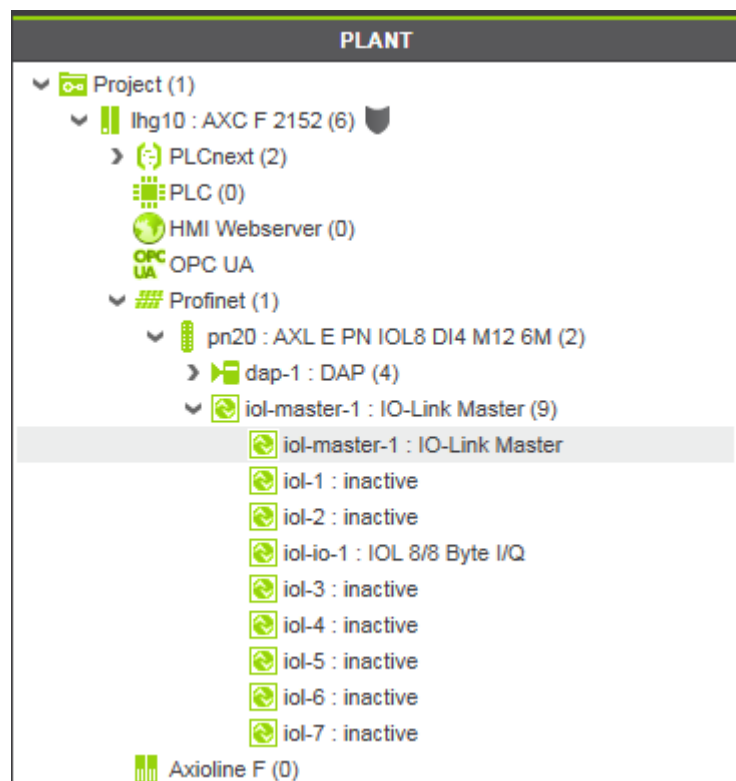 PLANT
Project (1)
lhg10 : AXC F 2152 (6)
PLCnext (2)
PLC (0)
HMI Webserver (0)
OPC UA OPC UA
Profinet (1)
pn20 : AXL E PN IOL8 DI4 M12 6M (2)
dap-1 : DAP (4)
iol-master-1 : IO-Link Master (9)
iol-master-1 : IO-Link Master
iol-1 : inactive
iol-2 : inactive
iol-io-1 : IOL 8/8 Byte I/Q
iol-3 : inactive
iol-4 : inactive
iol-5 : inactive
iol-6 : inactive
iol-7 : inactive
Axioline F (0)